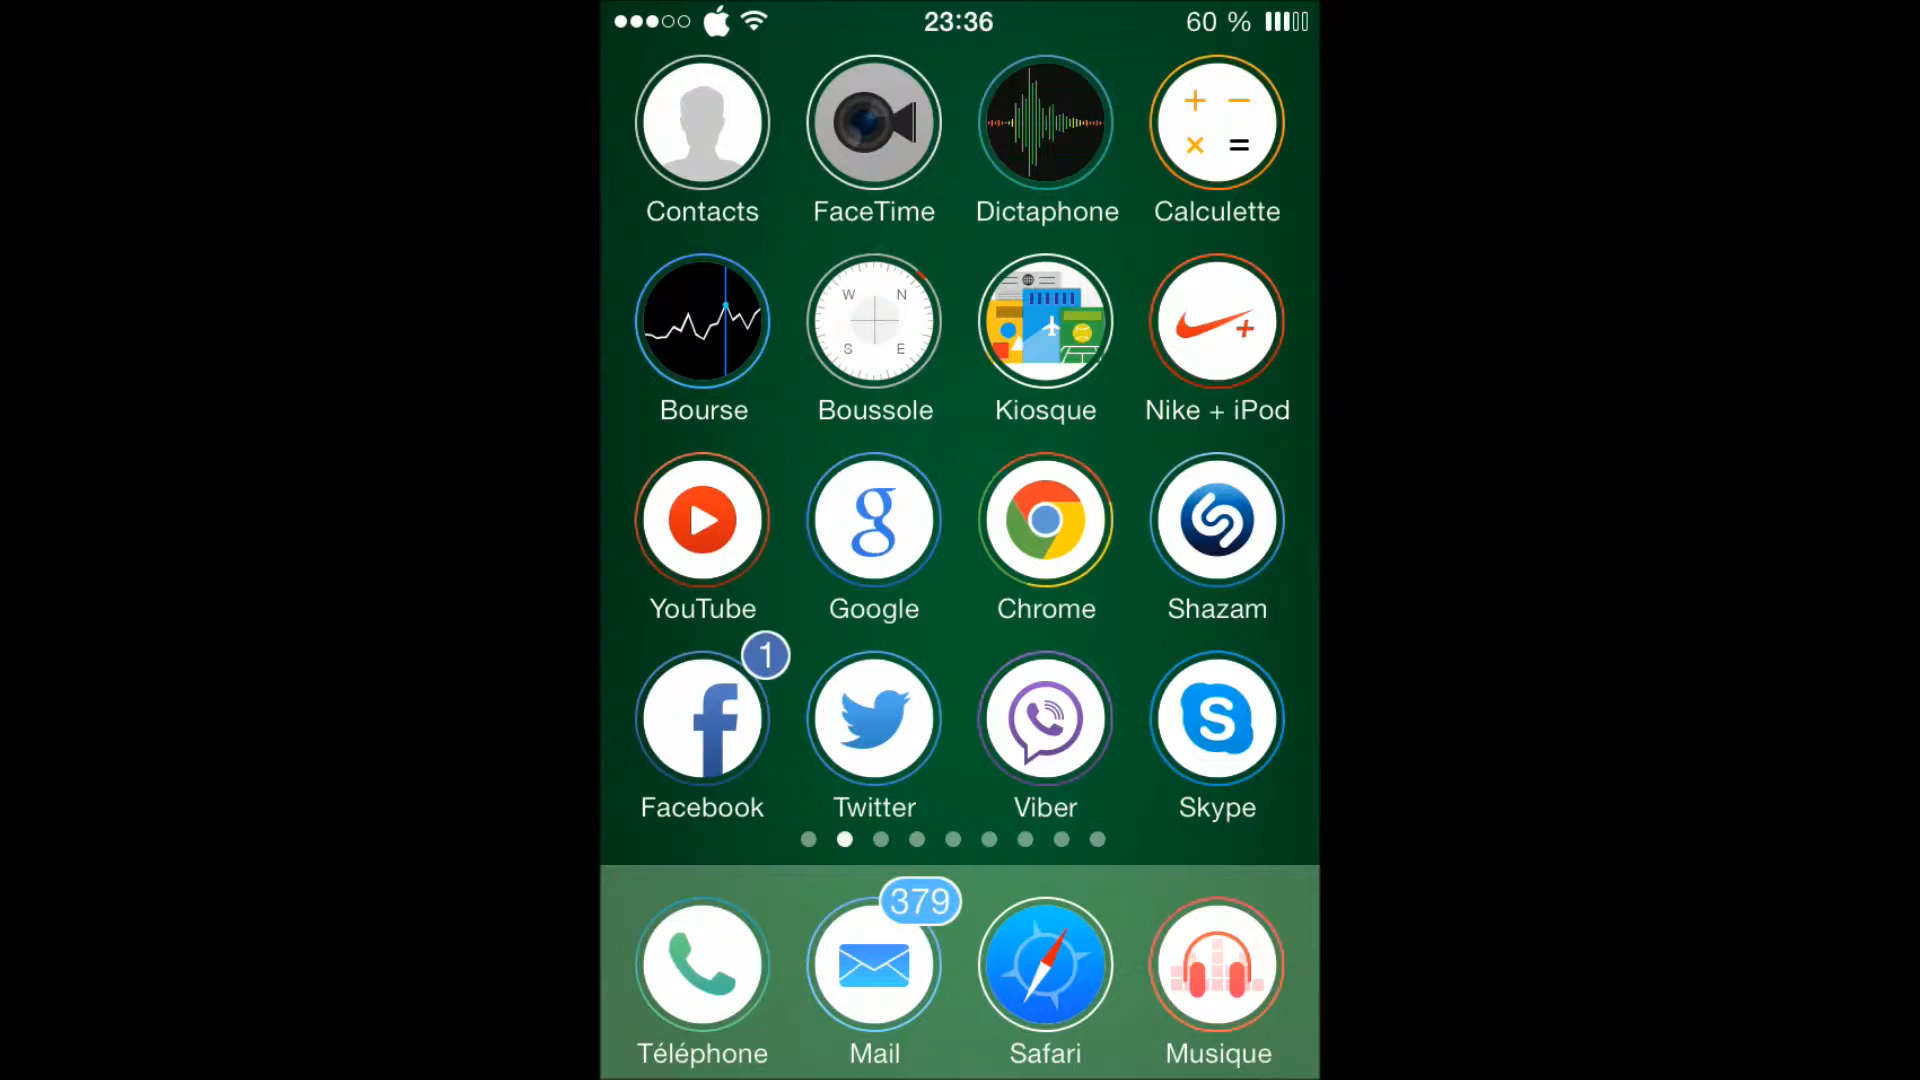 23:36 60 %
Contacts FaceTime Dictaphone Calculette
W N
S E
Bourse Boussole Kiosque Nike + iPod
YouTube Google Chrome Shazam
1
Facebook Twitter Viber Skype
379
Téléphone Mail Safari Musique